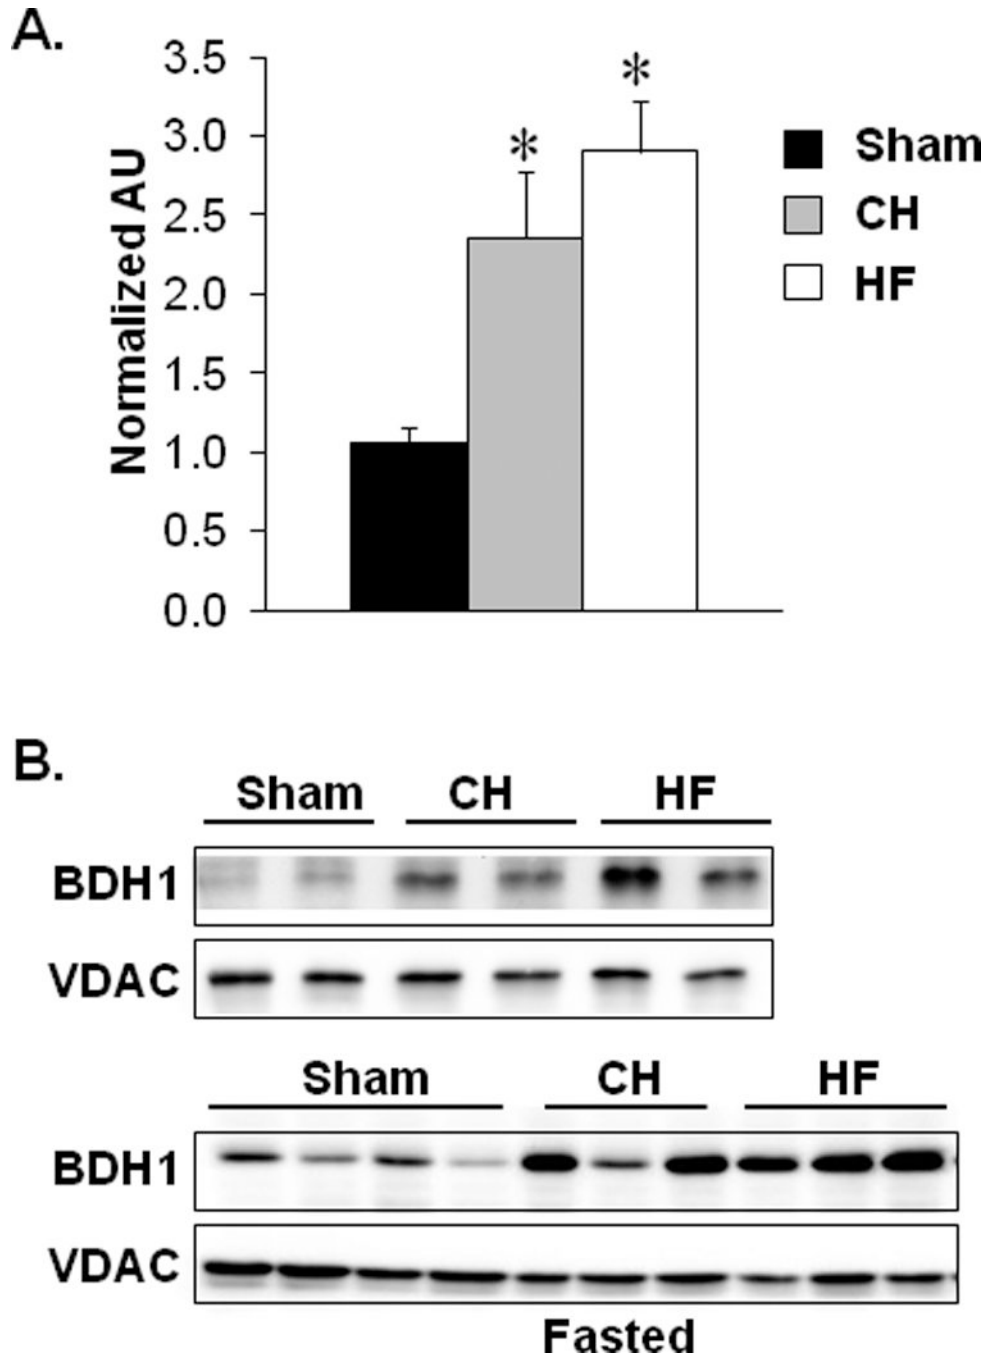 A.
3.5
3.0
2.5
2.0
1.5
1.0
0.5
0.0
Normalized AU
*
*
Sham
CH
HF
B.
Sham CH HF
BDH1
VDAC
Sham CH HF
BDH1
VDAC
Fasted